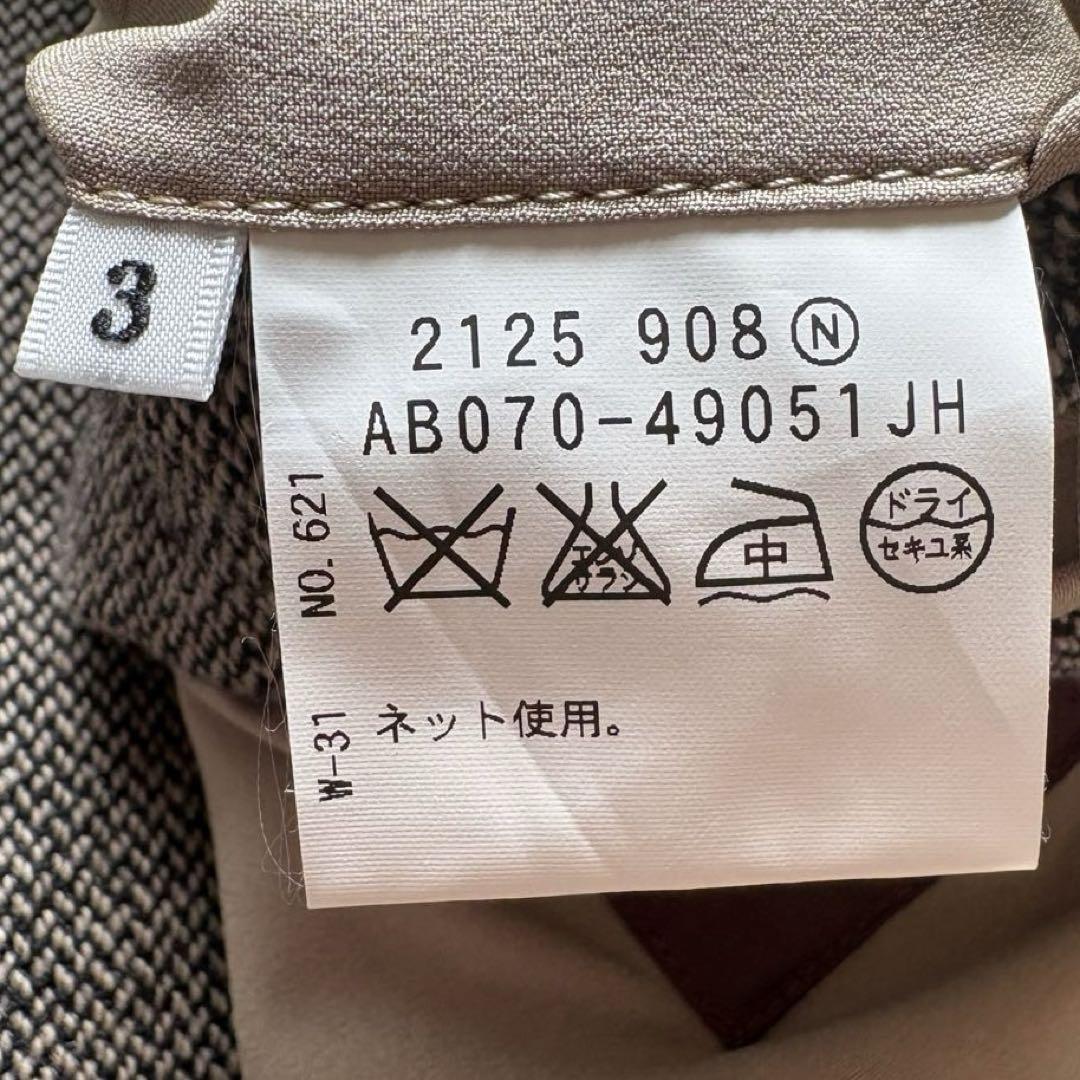 3
2125 908 Ⓝ
AB070-49051JH
NO. 621
エンソ
サラシ
中
ドライ
セキユ系
W-31
ネット使用。